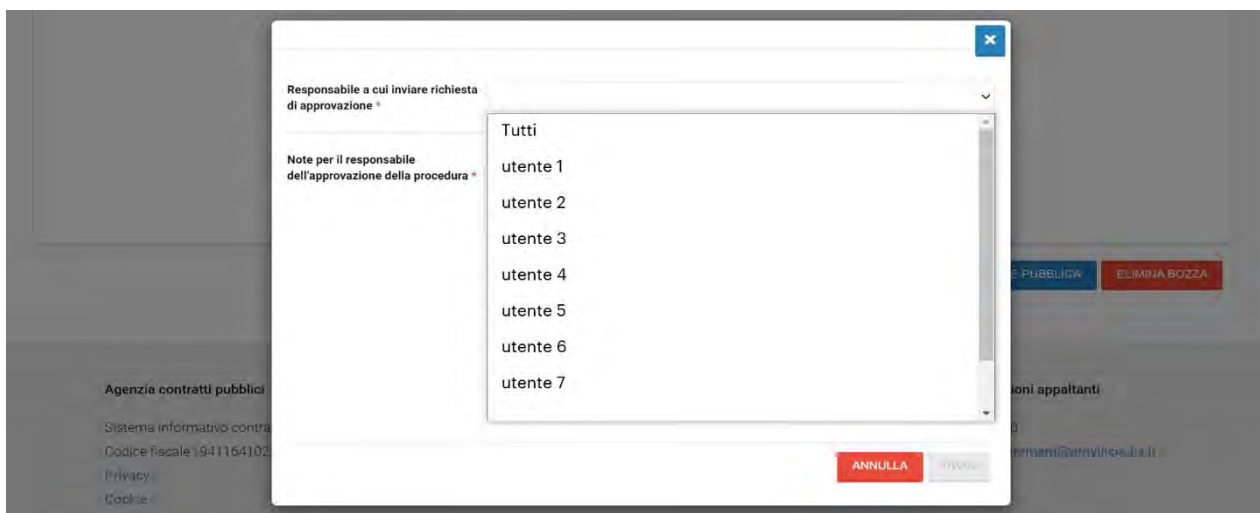 Responsabile a cui inviare richiesta
di approvazione *
Tutti
Note per il responsabile
dell'approvazione della procedura *
utente 1
utente 2
utente 3
utente 4
utente 5
utente 6
utente 7
E PUBBLICA
ELIMINA BOZZA
Agenzia contratti pubblici
ioni appaltanti
Sistema informativo contra
Codice fiscale : 941164102
Privacy
Cookie
ANNULLA